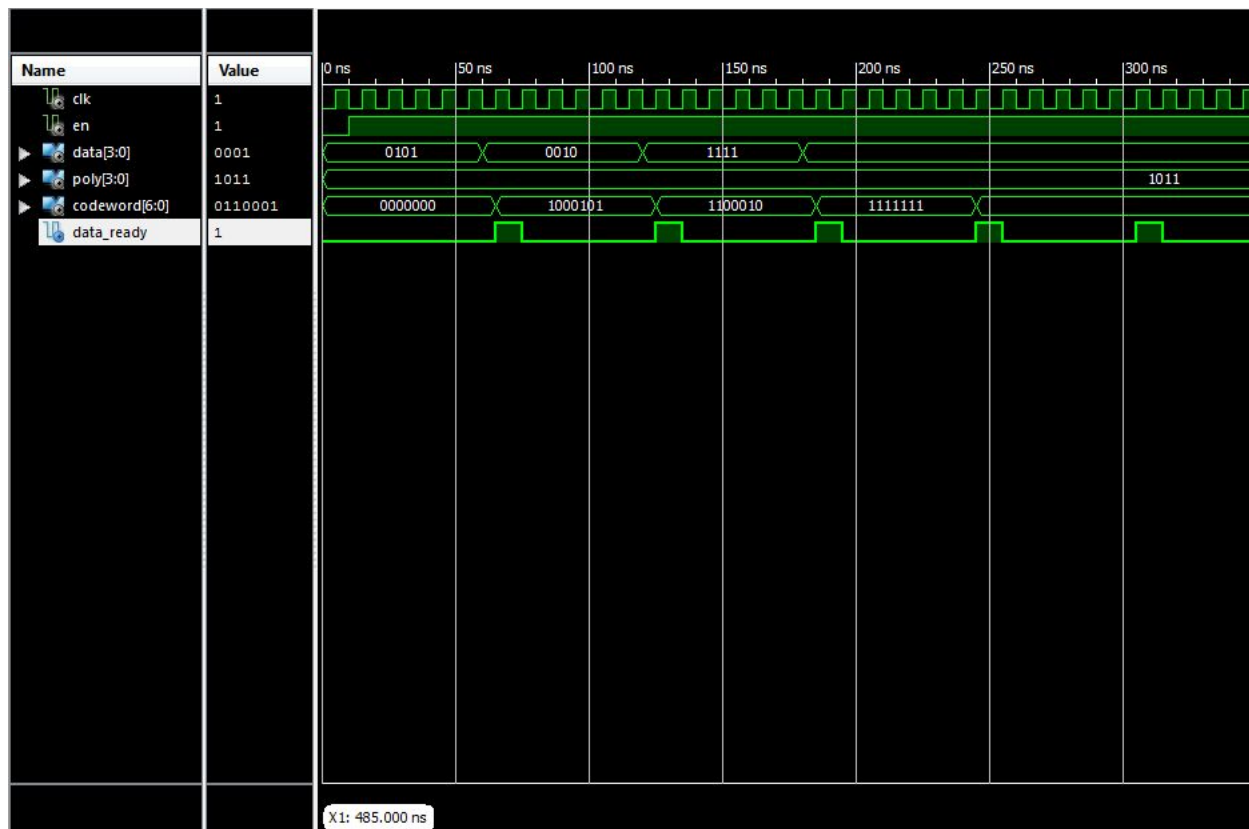 Name Value 0 ns 50 ns 100 ns 150 ns 200 ns 250 ns 300 ns
clk 1
en 1
data[3:0] 0001 0101 0010 1111
poly[3:0] 1011 1011
codeword[6:0] 0110001 0000000 1000101 1100010 1111111
data_ready 1
X1: 485.000 ns